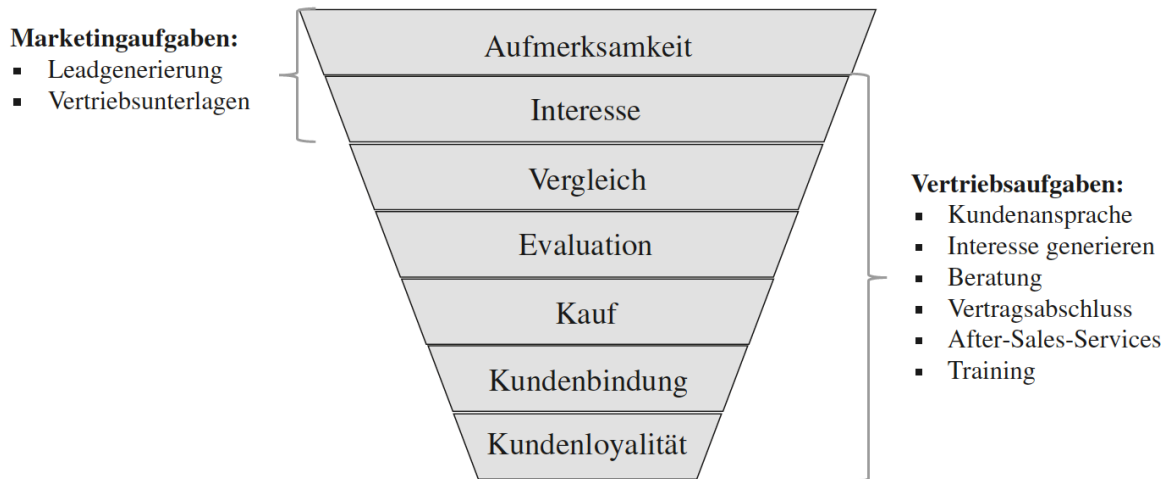 Marketingaufgaben:
▪ Leadgenerierung
▪ Vertriebsunterlagen
Aufmerksamkeit
Interesse
Vergleich
Evaluation
Kauf
Kundenbindung
Kundenloyalität
Vertriebsaufgaben:
▪ Kundenansprache
▪ Interesse generieren
▪ Beratung
▪ Vertragsabschluss
▪ After-Sales-Services
▪ Training